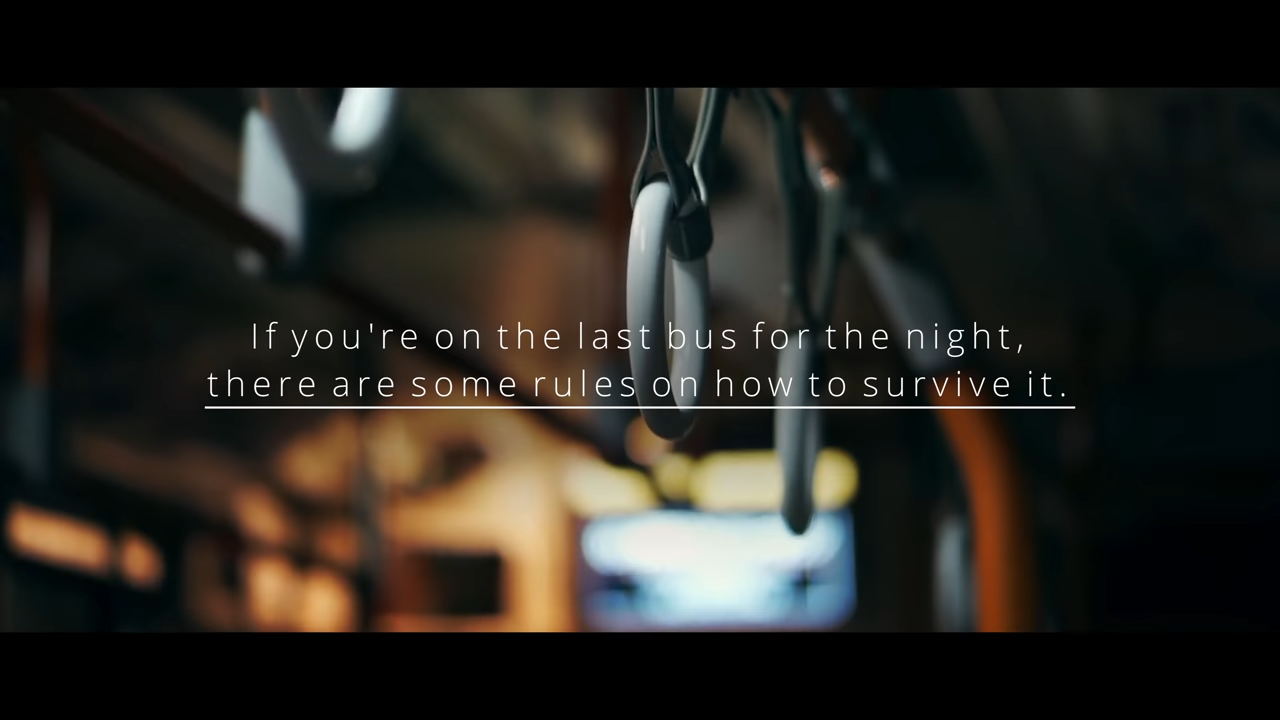 If you're on the last bus for the night,
there are some rules on how to survive it.